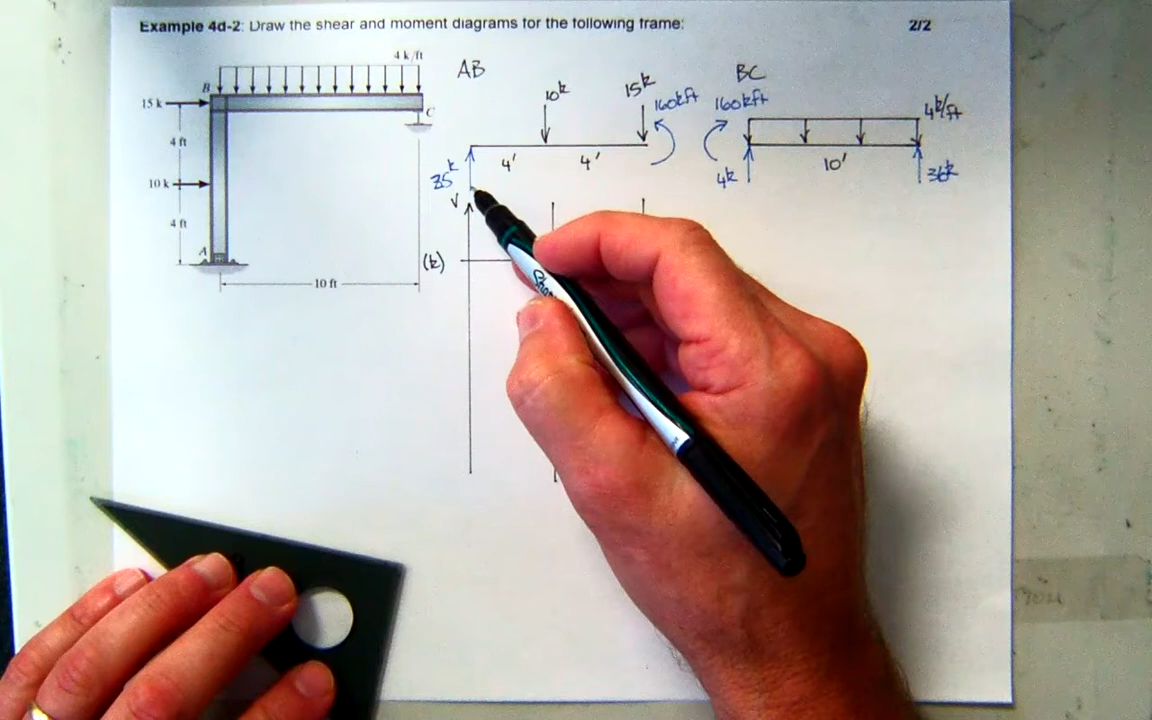 Example 4d-2: Draw the shear and moment diagrams for the following frame: 2/2
4 k/ft
AB
BC
B
15 k
C
4 ft
10 k
4 ft
A
10 ft
10k
15k
160kft
4'
4'
V
(k)
160kft
4k/ft
10'
4k
36k